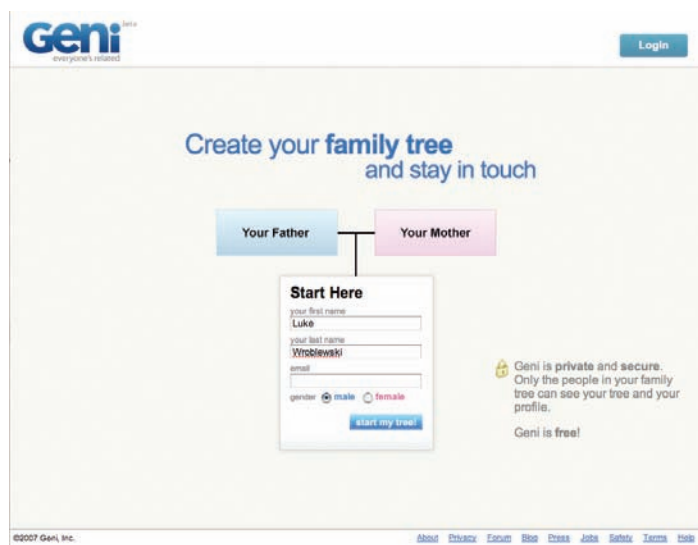 Geni beta
everyone's related
Login
Create your family tree
and stay in touch
Your Father
Your Mother
Start Here
your first name
Luke
your last name
Wroblewski
email
gender male female
start my tree!
Geni is private and secure.
Only the people in your family
tree can see your tree and your
profile.
Geni is free!
©2007 Geni, Inc.
About Privacy Forum Blog Press Jobs Safety Terms Help